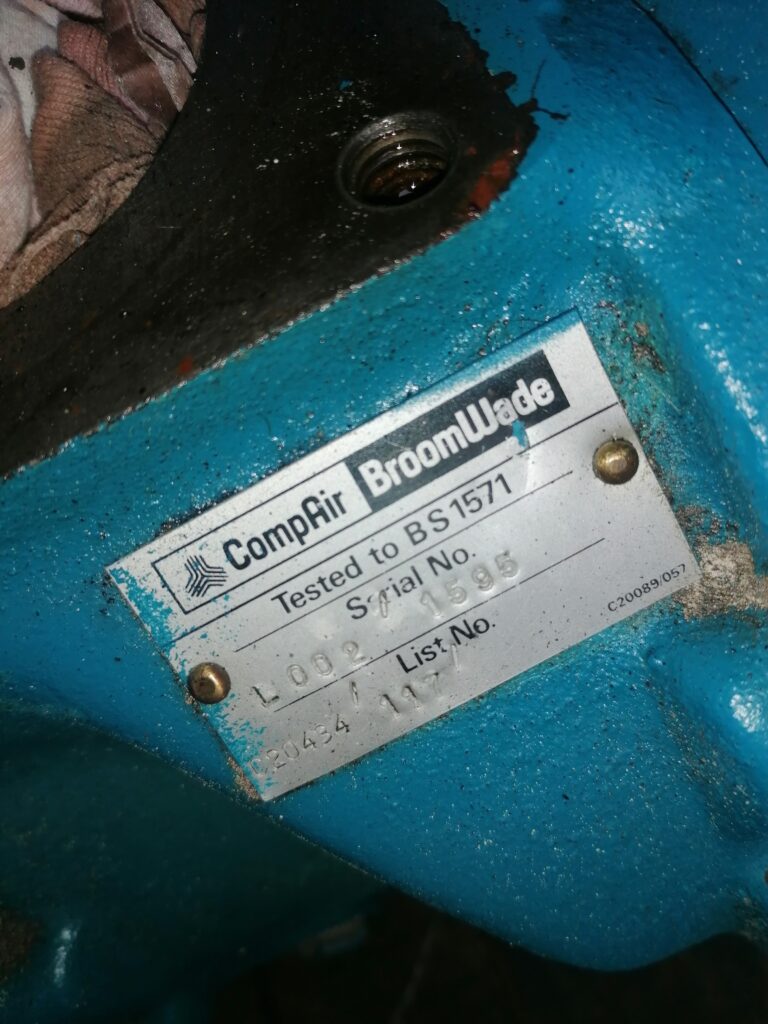 CompAir BroomWade
Tested to BS1571
Serial No.
L002/1595
List No.
C20434/117/
C20089/057